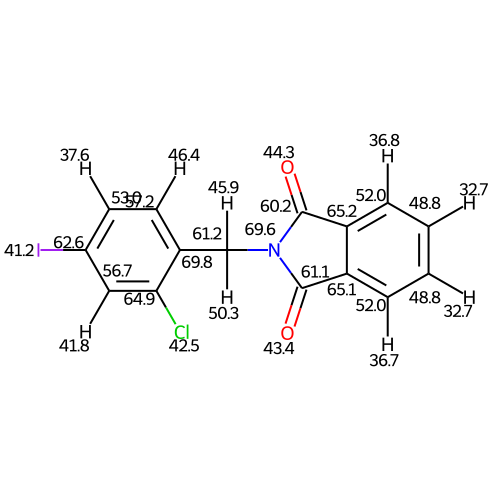 36.8
H
37.6 46.4 44.3 32.7
H H O H
45.9
H
53.0 57.2 52.0 48.8
60.2 65.2
61.2 69.6
41.2 I 62.6 N
69.8
56.7 61.1
64.9 65.1 52.0 48.8
H H
50.3 32.7
H Cl O
41.8 42.5 43.4
H
36.7